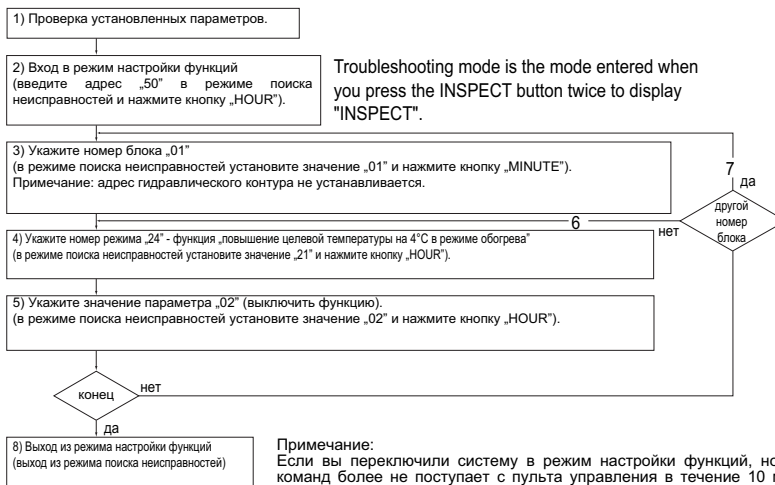 1) Проверка установленных параметров.
2) Вход в режим настройки функций
(введите адрес „50” в режиме поиска
неисправностей и нажмите кнопку „HOUR”).
Troubleshooting mode is the mode entered when
you press the INSPECT button twice to display
"INSPECT".
3) Укажите номер блока „01”
(в режиме поиска неисправностей установите значение „01” и нажмите кнопку „MINUTE”).
Примечание: адрес гидравлического контура не устанавливается.
7
да
другой
номер
блока
6
нет
4) Укажите номер режима „24” - функция „повышение целевой температуры на 4°C в режиме обогрева”
(в режиме поиска неисправностей установите значение „21” и нажмите кнопку „HOUR”).
5) Укажите значение параметра „02” (выключить функцию).
(в режиме поиска неисправностей установите значение „02” и нажмите кнопку „HOUR”).
конец
нет
да
8) Выход из режима настройки функций
(выход из режима поиска неисправностей)
Примечание:
Если вы переключили систему в режим настройки функций, но
команд более не поступает с пульта управления в течение 10